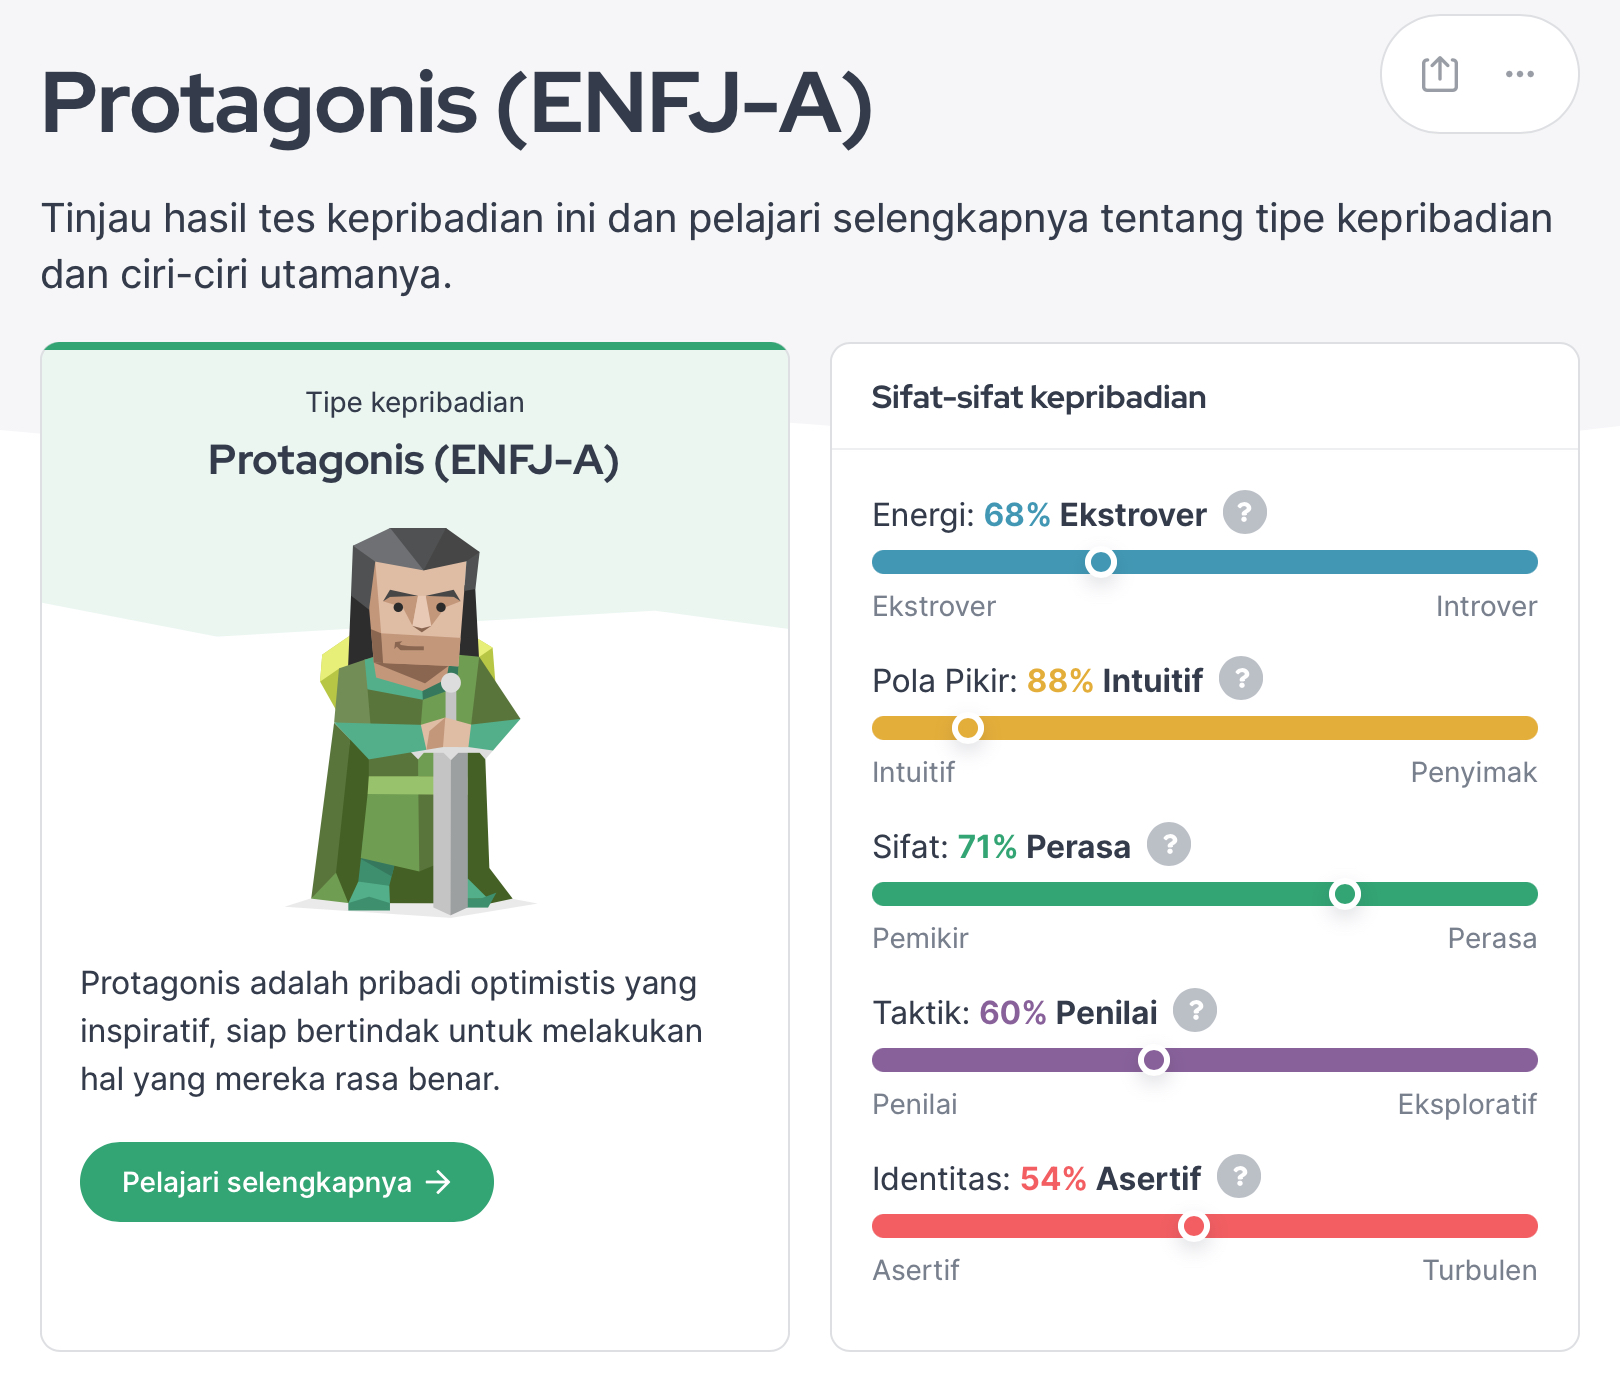 Protagonis (ENFJ-A)
Tinjau hasil tes kepribadian ini dan pelajari selengkapnya tentang tipe kepribadian
dan ciri-ciri utamanya.
Tipe kepribadian
Protagonis (ENFJ-A)
Protagonis adalah pribadi optimistis yang
inspiratif, siap bertindak untuk melakukan
hal yang mereka rasa benar.
Pelajari selengkapnya →
Sifat-sifat kepribadian
Energi: 68% Ekstrover ?
Ekstrover Introver
Pola Pikir: 88% Intuitif ?
Intuitif Penyimak
Sifat: 71% Perasa ?
Pemikir Perasa
Taktik: 60% Penilai ?
Penilai Eksploratif
Identitas: 54% Asertif ?
Asertif Turbulen